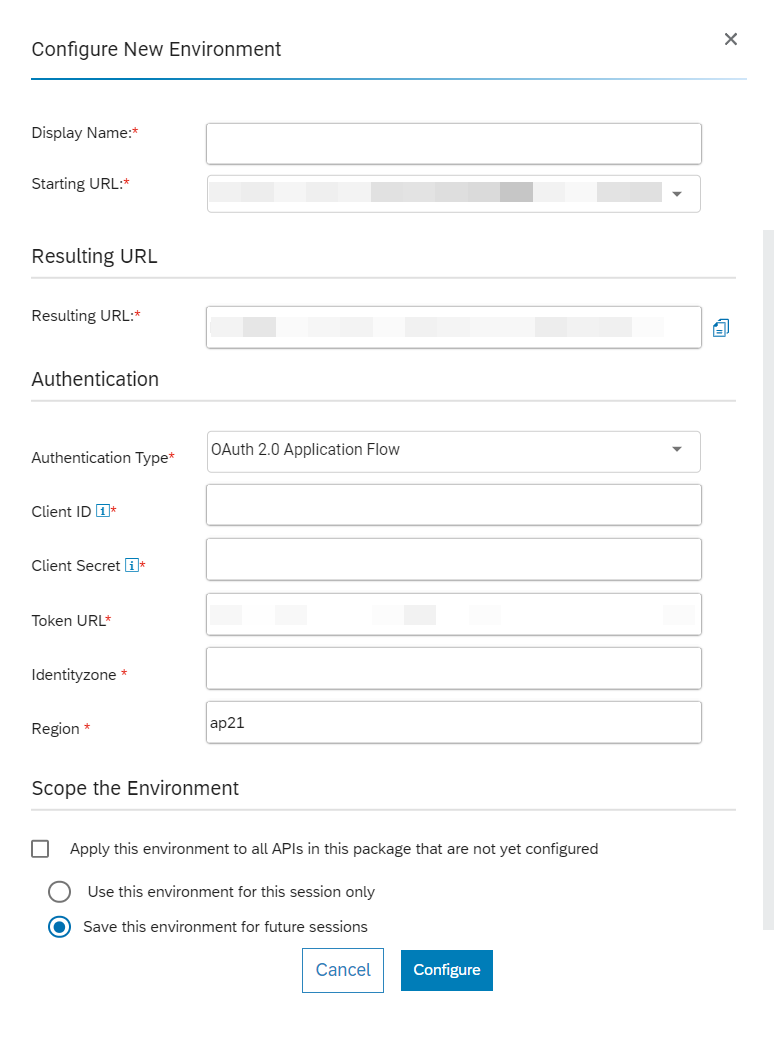 Configure New Environment
Display Name:*
Starting URL:*
Resulting URL
Resulting URL:*
Authentication
Authentication Type* OAuth 2.0 Application Flow
Client ID i*
Client Secret i*
Token URL*
Identityzone *
Region * ap21
Scope the Environment
Apply this environment to all APIs in this package that are not yet configured
Use this environment for this session only
Save this environment for future sessions
Cancel Configure